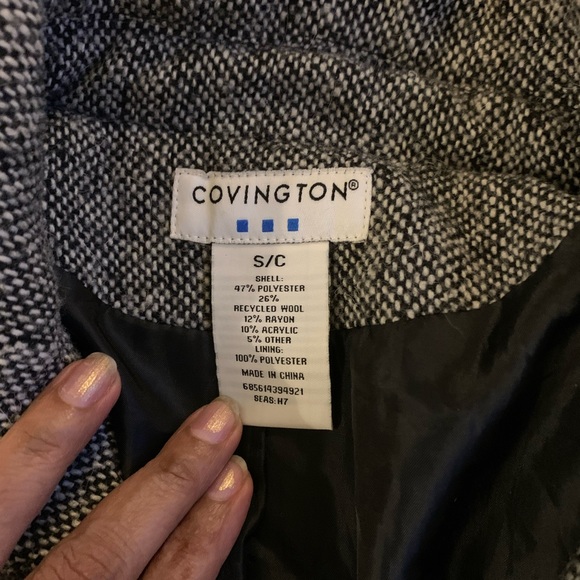 COVINGTON®
S/C
SHELL:
47% POLYESTER
26%
RECYCLED WOOL
12% RAYON
10% ACRYLIC
5% OTHER
LINING:
100% POLYESTER
MADE IN CHINA
685614394921
SEAS:H7